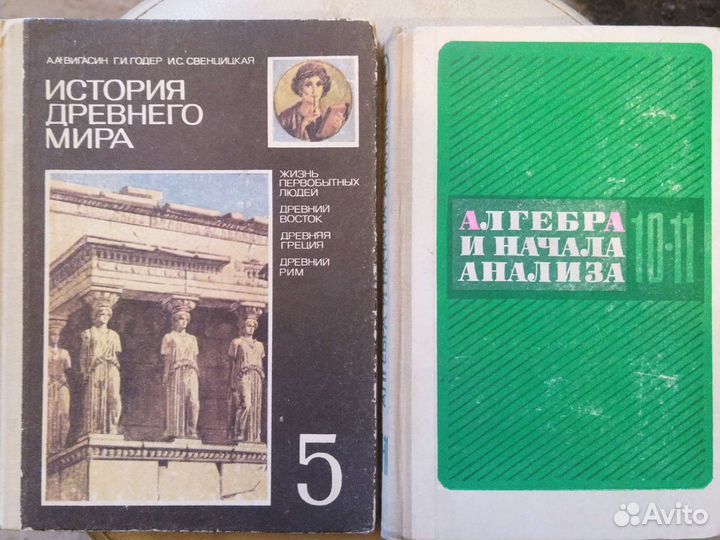 А.А.ВИГАСИН Г.И.ГОДЕР И.С.СВЕНЦИЦКАЯ
ИСТОРИЯ
ДРЕВНЕГО
МИРА
ЖИЗНЬ
ПЕРВОБЫТНЫХ
ЛЮДЕЙ
ДРЕВНИЙ
ВОСТОК
ДРЕВНЯЯ
ГРЕЦИЯ
ДРЕВНИЙ
РИМ
5
АЛГЕБРА
И НАЧАЛА
АНАЛИЗА
10-11
Avito